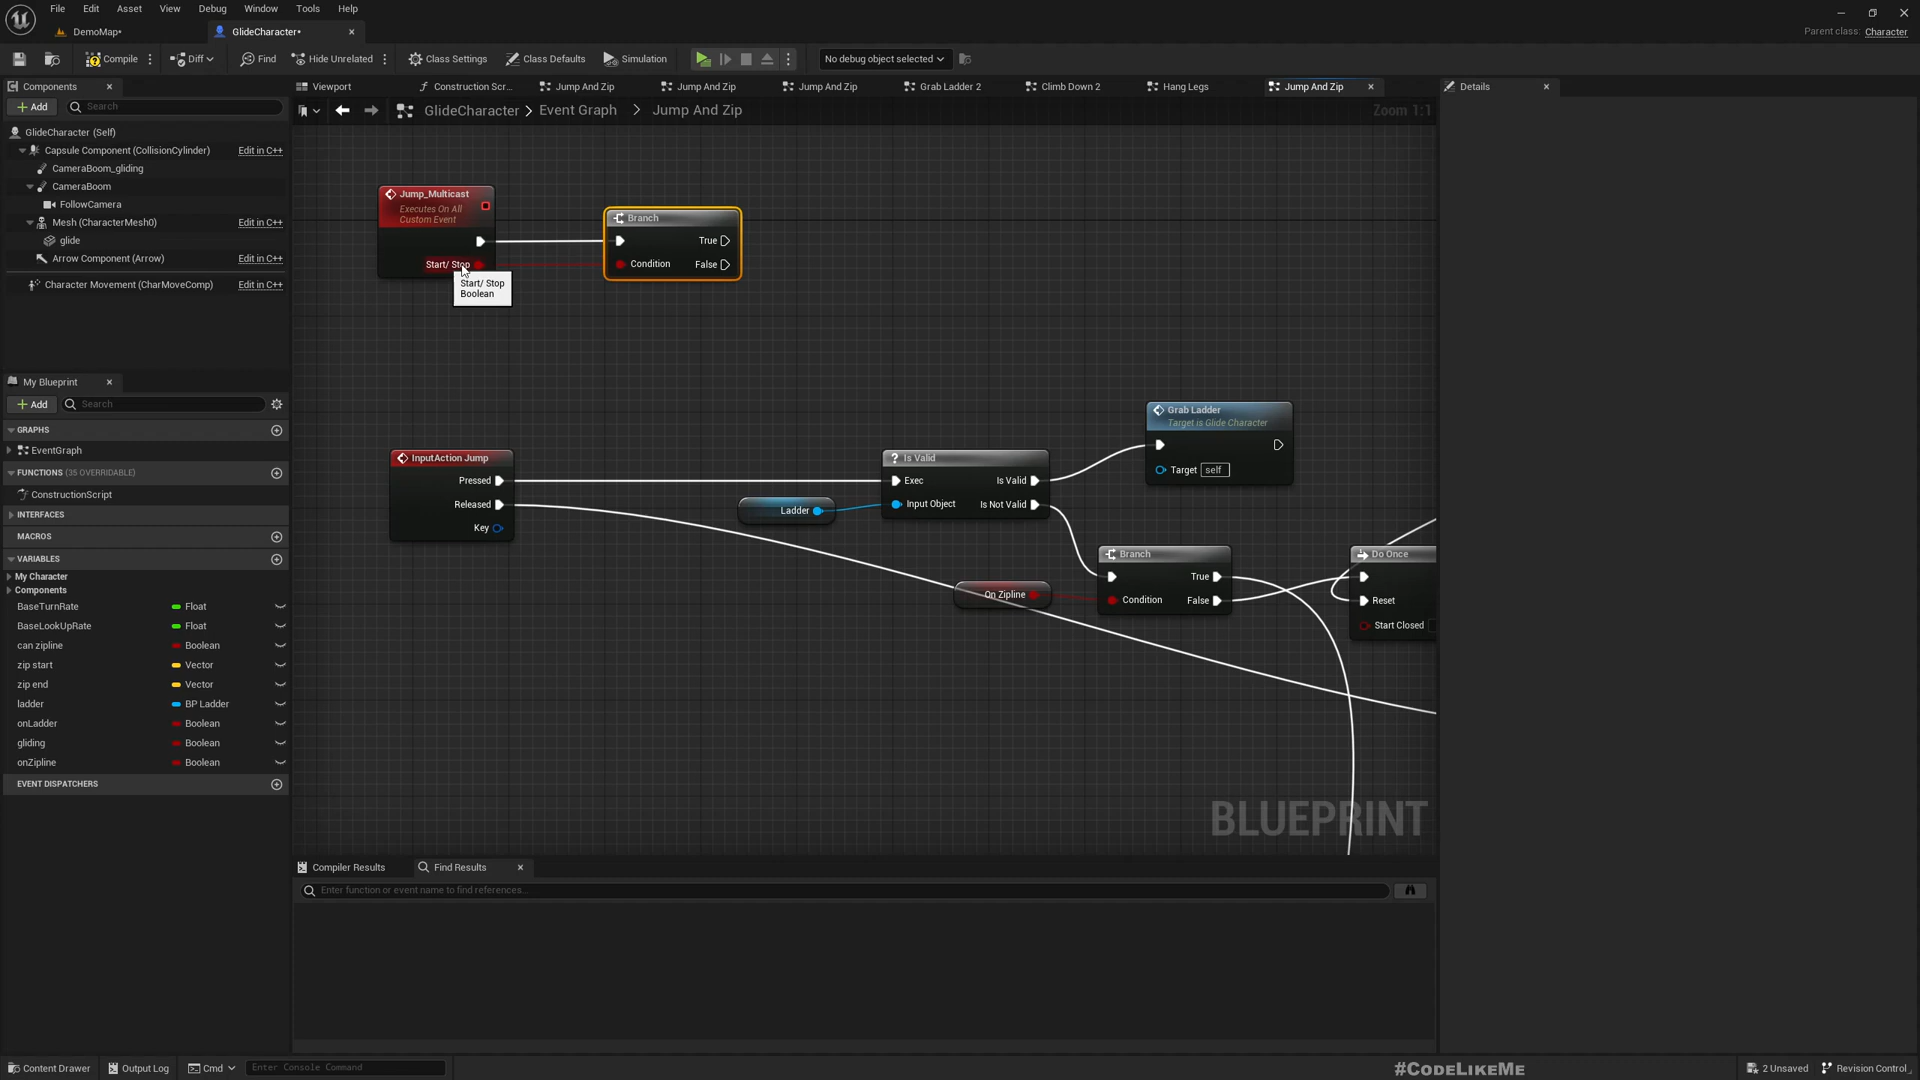 File Edit Asset View Debug Window Tools Help
DemoMap*
GlideCharacter*
Parent class: Character
Compile Diff Find Hide Unrelated Class Settings Class Defaults Simulation No debug object selected
Components
Viewport Construction Scr... Jump And Zip Jump And Zip Jump And Zip Grab Ladder 2 Climb Down 2 Hang Legs Jump And Zip
Details
Add Search
GlideCharacter > Event Graph > Jump And Zip
Zoom 1:1
GlideCharacter (Self)
Capsule Component (CollisionCylinder) Edit in C++
CameraBoom_gliding
CameraBoom
FollowCamera
Mesh (CharacterMesh0) Edit in C++
glide
Arrow Component (Arrow) Edit in C++
Character Movement (CharMoveComp) Edit in C++
Jump_Multicast
Executes On All
Custom Event
Start/ Stop
Start/ Stop
Boolean
Branch
True
Condition False
My Blueprint
Add Search
GRAPHS
EventGraph
FUNCTIONS (35 OVERRIDABLE)
ConstructionScript
INTERFACES
MACROS
VARIABLES
My Character
Components
BaseTurnRate Float
BaseLookUpRate Float
can zipline Boolean
zip start Vector
zip end Vector
ladder BP Ladder
onLadder Boolean
gliding Boolean
onZipline Boolean
EVENT DISPATCHERS
InputAction Jump
Pressed
Released
Key
Ladder
Is Valid
Exec Is Valid
Input Object Is Not Valid
Grab Ladder
Target is Glide Character
Target self
On Zipline
Branch
True
Condition False
Do Once
Reset
Start Closed
BLUEPRINT
Compiler Results Find Results
Enter function or event name to find references...
Content Drawer Output Log Cmd Enter Console Command
#CodeLikeMe
2 Unsaved Revision Control